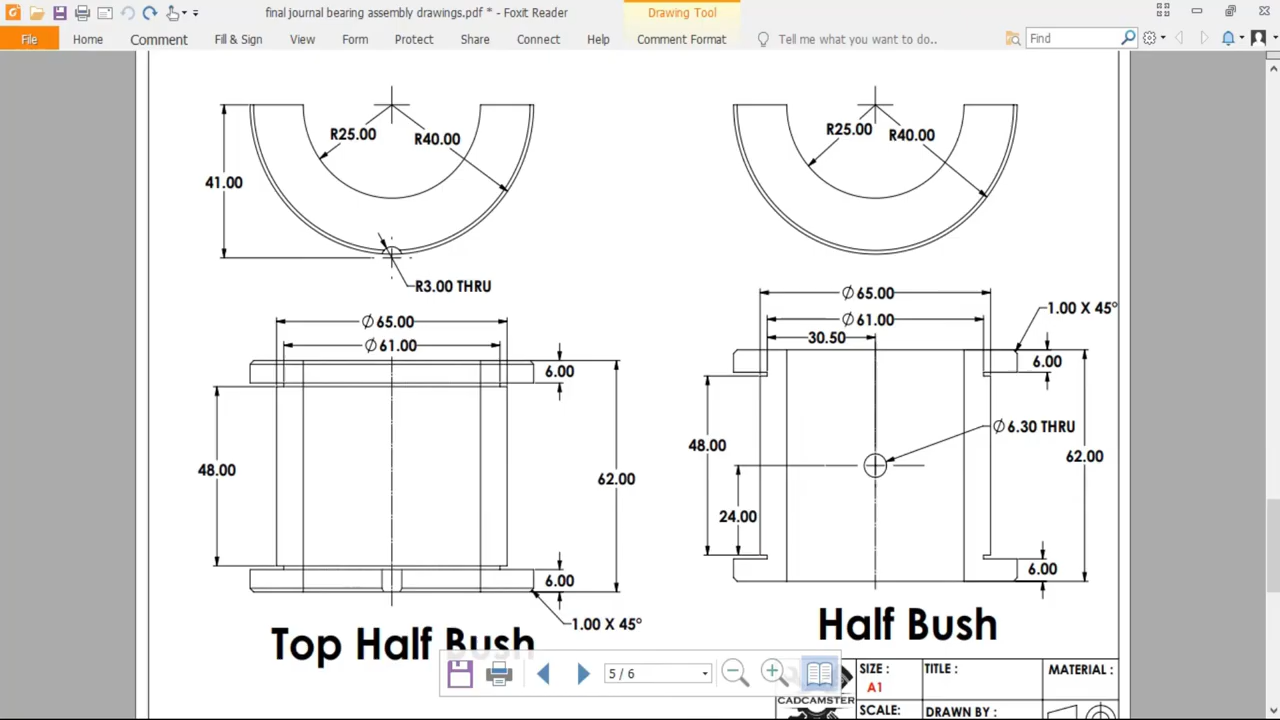 final journal bearing assembly drawings.pdf * - Foxit Reader
Drawing Tool
File Home Comment Fill & Sign View Form Protect Share Connect Help Comment Format Tell me what you want to do.. Find
R25.00
R40.00
41.00
R3.00 THRU
R25.00
R40.00
∅ 65.00
∅ 61.00
6.00
48.00
62.00
6.00
1.00 X 45°
Top Half Bush
∅ 65.00
1.00 X 45°
∅ 61.00
30.50
6.00
∅ 6.30 THRU
48.00
62.00
24.00
6.00
Half Bush
5 / 6
CADCAMSTER
SIZE :
A1
TITLE :
MATERIAL :
SCALE:
DRAWN BY :